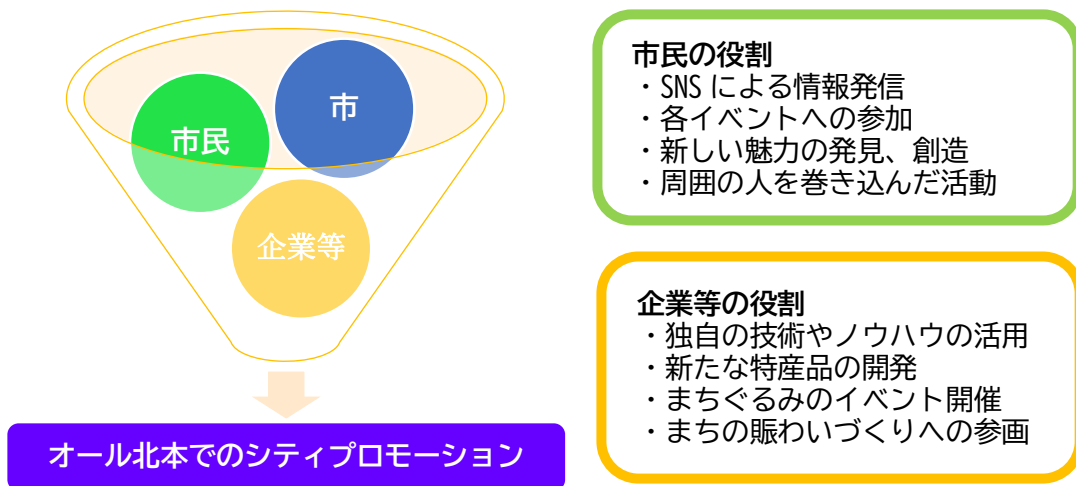 市民
市
企業等
オール北本でのシティプロモーション
市民の役割
・SNSによる情報発信
・各イベントへの参加
・新しい魅力の発見、創造
・周囲の人を巻き込んだ活動
企業等の役割
・独自の技術やノウハウの活用
・新たな特産品の開発
・まちぐるみのイベント開催
・まちの賑わいづくりへの参画